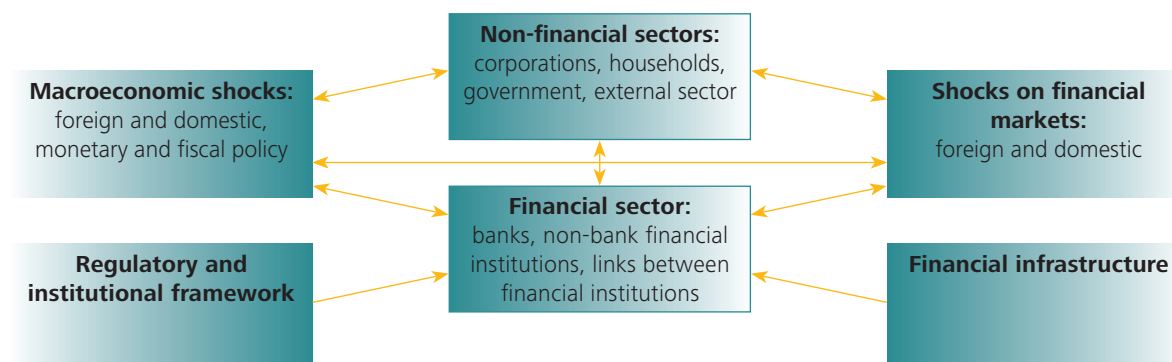 Non-financial sectors:
corporations, households,
government, external sector
Macroeconomic shocks:
foreign and domestic,
monetary and fiscal policy
Shocks on financial
markets:
foreign and domestic
Financial sector:
banks, non-bank financial
institutions, links between
financial institutions
Regulatory and
institutional framework
Financial infrastructure